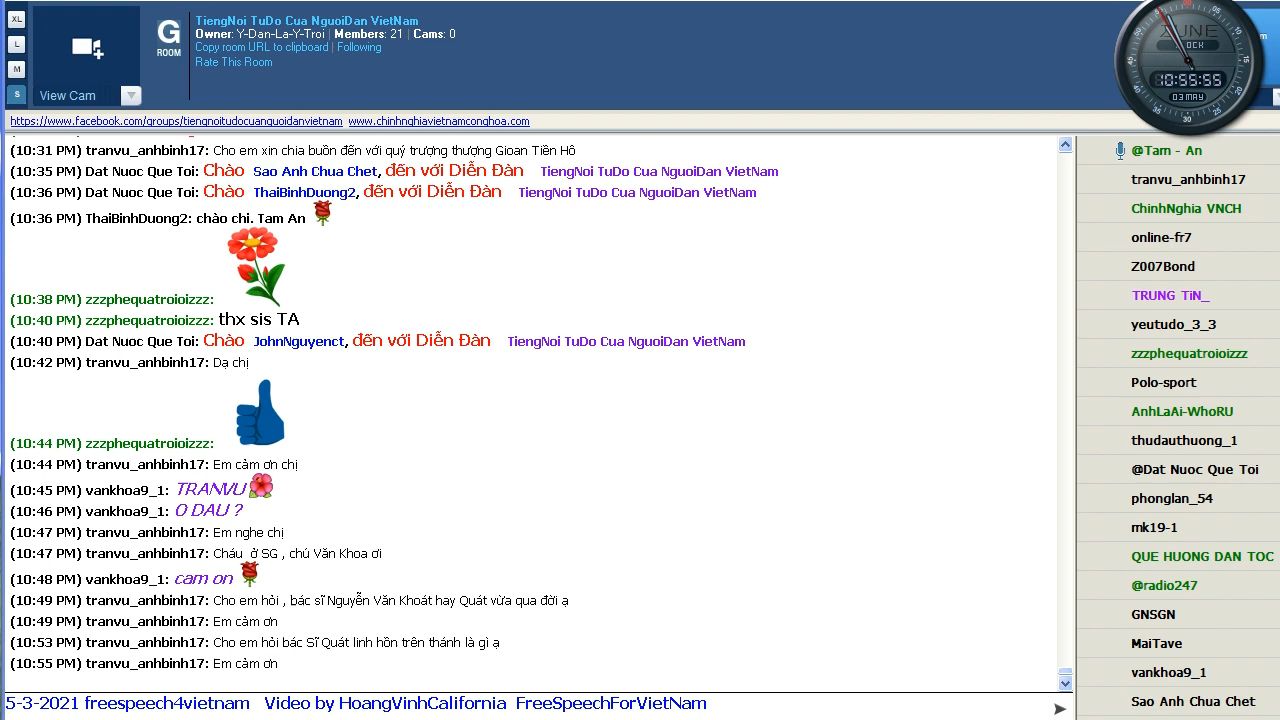 XL
L
M
S
View Cam
G
ROOM
TiengNoi TuDo Cua NguoiDan VietNam
Owner: Y-Dan-La-Y-Troi | Members: 21 | Cams: 0
Copy room URL to clipboard | Following
Rate This Room
ZUNE
10:55:55
03 MAY
https://www.facebook.com/groups/tiengnoitudocuanguoidanvietnam www.chinhnghiavietnamconghoa.com
(10:31 PM) tranvu_anhbinh17: Cho em xin chia buồn đến với quý trượng thượng Gioan Tiền Hô
(10:35 PM) Dat Nuoc Que Toi: Chào Sao Anh Chua Chet, đến với Diễn Đàn TiengNoi TuDo Cua NguoiDan VietNam
(10:36 PM) Dat Nuoc Que Toi: Chào ThaiBinhDuong2, đến với Diễn Đàn TiengNoi TuDo Cua NguoiDan VietNam
(10:36 PM) ThaiBinhDuong2: chào chi. Tam An
(10:38 PM) zzzphequatroioizzz:
(10:40 PM) zzzphequatroioizzz: thx sis TA
(10:40 PM) Dat Nuoc Que Toi: Chào JohnNguyenct, đến với Diễn Đàn TiengNoi TuDo Cua NguoiDan VietNam
(10:42 PM) tranvu_anhbinh17: Dạ chị
(10:44 PM) zzzphequatroioizzz:
(10:44 PM) tranvu_anhbinh17: Em cảm ơn chị
(10:45 PM) vankhoa9_1: TRANVU
(10:46 PM) vankhoa9_1: O DAU ?
(10:47 PM) tranvu_anhbinh17: Em nghe chị
(10:47 PM) tranvu_anhbinh17: Cháu ở SG , chú Văn Khoa ơi
(10:48 PM) vankhoa9_1: cam on
(10:49 PM) tranvu_anhbinh17: Cho em hỏi , bác sĩ Nguyễn Văn Khoát hay Quát vừa qua đời ạ
(10:49 PM) tranvu_anhbinh17: Em cảm ơn
(10:53 PM) tranvu_anhbinh17: Cho em hỏi bác Sĩ Quát linh hồn trên thánh là gì ạ
(10:55 PM) tranvu_anhbinh17: Em cảm ơn
@Tam - An
tranvu_anhbinh17
ChinhNghia VNCH
online-fr7
Z007Bond
TRUNG TiN_
yeutudo_3_3
zzzphequatroioizzz
Polo-sport
AnhLaAi-WhoRU
thudauthuong_1
@Dat Nuoc Que Toi
phonglan_54
mk19-1
QUE HUONG DAN TOC
@radio247
GNSGN
MaiTave
vankhoa9_1
Sao Anh Chua Chet
5-3-2021 freespeech4vietnam Video by HoangVinhCalifornia FreeSpeechForVietNam